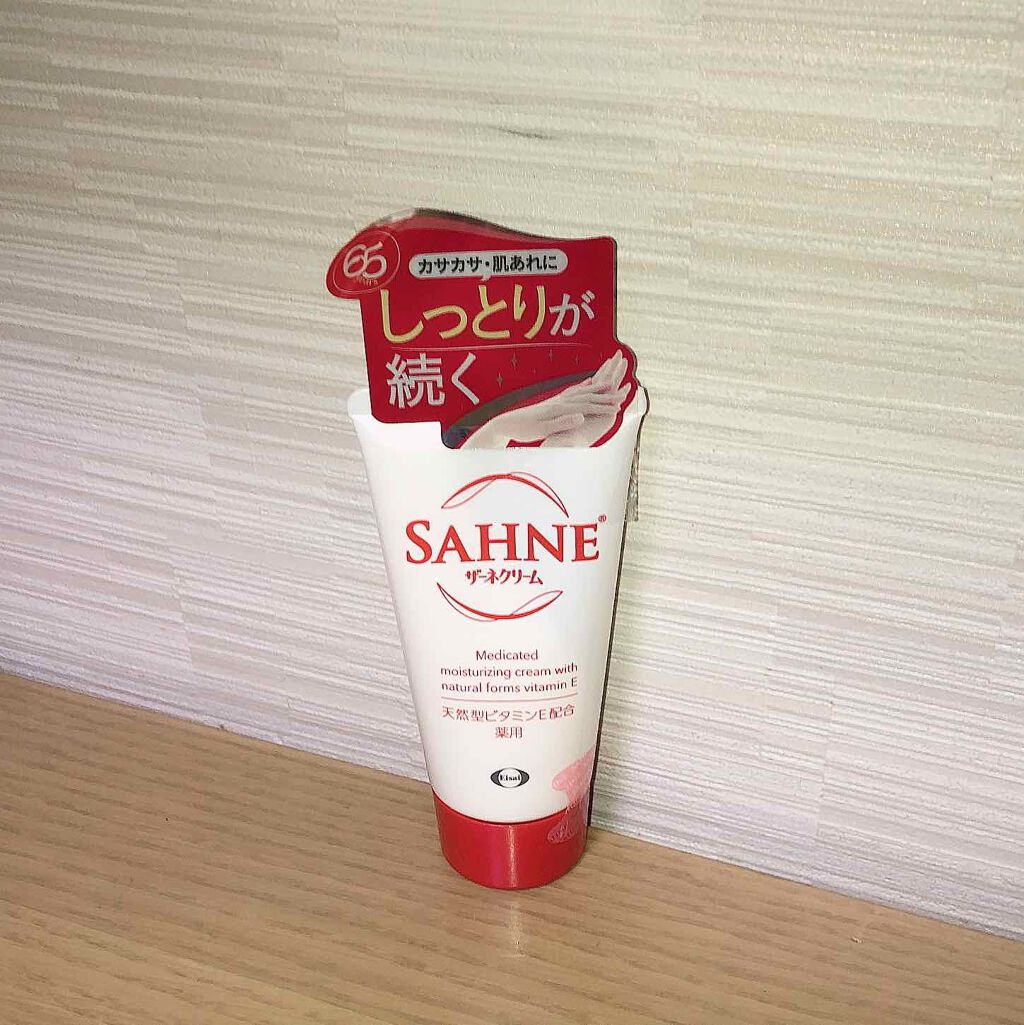 65
カサカサ・肌あれに
しっとりが
続く
SAHNE®
ザーネクリーム
Medicated
moisturizing cream with
natural forms vitamin E
天然型ビタミンE配合
薬用
Eisai